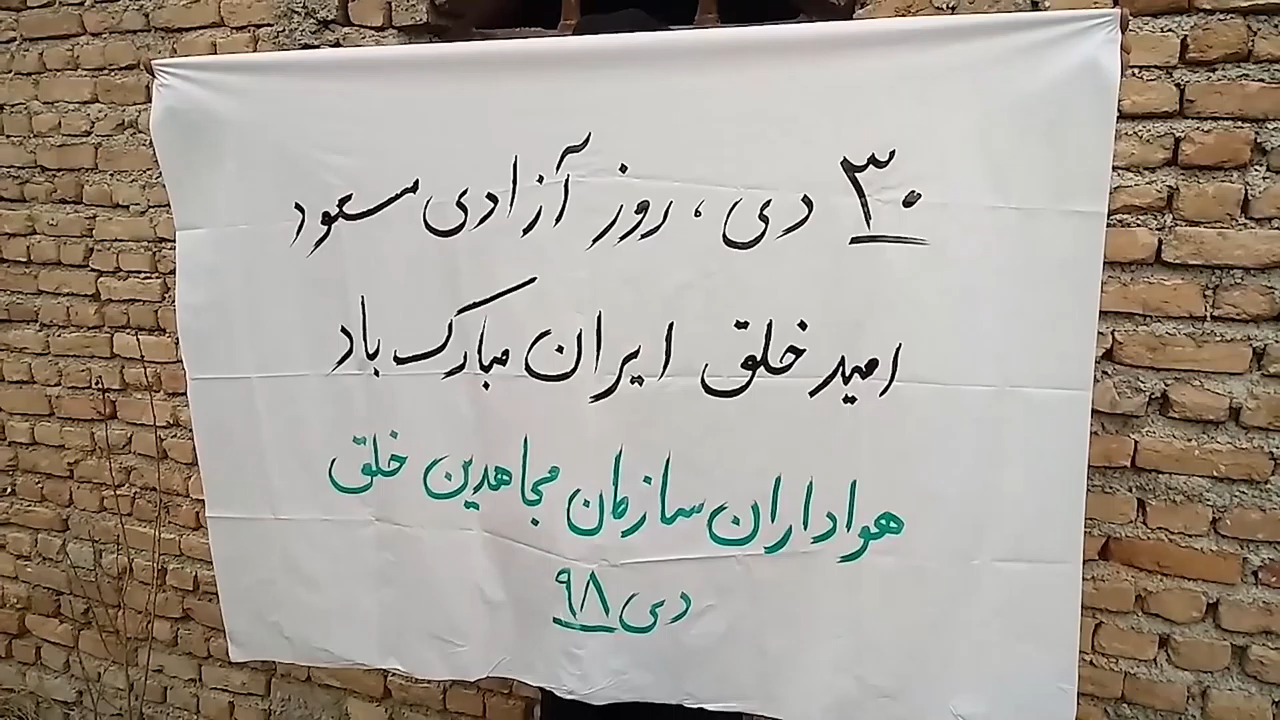 ۳۰ دی، روز آزادی مسعود
امید خلق ایران مبارک باد
هواداران سازمان مجاهدین خلق
دی ۹۸